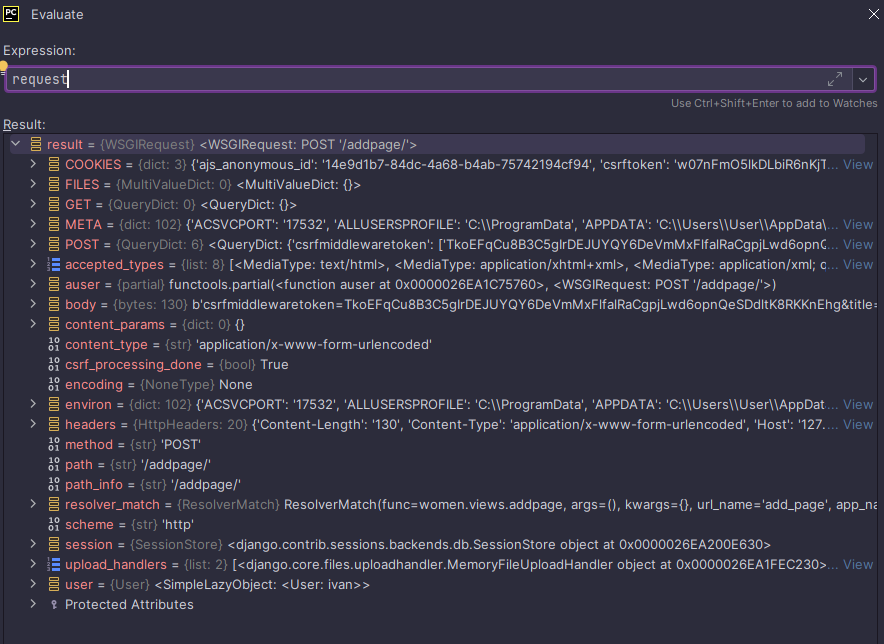 PC Evaluate
Expression:
request
Use Ctrl+Shift+Enter to add to Watches
Result:
result = {WSGIRequest} <WSGIRequest: POST '/addpage/'>
COOKIES = {dict: 3} {'ajs_anonymous_id': '14e9d1b7-84dc-4a68-b4ab-75742194cf94', 'csrftoken': 'w07nFmO5lkDLbiR6nKjT... View
FILES = {MultiValueDict: 0} <MultiValueDict: {}>
GET = {QueryDict: 0} <QueryDict: {}>
META = {dict: 102} {'ACSVCPORT': '17532', 'ALLUSERSPROFILE': 'C:\\ProgramData', 'APPDATA': 'C:\\Users\\User\\AppData\... View
POST = {QueryDict: 6} <QueryDict: {'csrfmiddlewaretoken': ['TkoEFqCu8B3C5glrDEJUYQY6DeVmMxFlfalRaCgpjLwd6opnQ... View
accepted_types = {list: 8} [<MediaType: text/html>, <MediaType: application/xhtml+xml>, <MediaType: application/xml; q... View
auser = {partial} functools.partial(<function auser at 0x0000026EA1C75760>, <WSGIRequest: POST '/addpage/'>)
body = {bytes: 130} b'csrfmiddlewaretoken=TkoEFqCu8B3C5glrDEJUYQY6DeVmMxFlfalRaCgpjLwd6opnQeSDdltK8RKKnEhg&title=
content_params = {dict: 0} {}
content_type = {str} 'application/x-www-form-urlencoded'
csrf_processing_done = {bool} True
encoding = {NoneType} None
environ = {dict: 102} {'ACSVCPORT': '17532', 'ALLUSERSPROFILE': 'C:\\ProgramData', 'APPDATA': 'C:\\Users\\User\\AppDat... View
headers = {HttpHeaders: 20} {'Content-Length': '130', 'Content-Type': 'application/x-www-form-urlencoded', 'Host': '127.... View
method = {str} 'POST'
path = {str} '/addpage/'
path_info = {str} '/addpage/'
resolver_match = {ResolverMatch} ResolverMatch(func=women.views.addpage, args=(), kwargs={}, url_name='add_page', app_na
scheme = {str} 'http'
session = {SessionStore} <django.contrib.sessions.backends.db.SessionStore object at 0x0000026EA200E630>
upload_handlers = {list: 2} [<django.core.files.uploadhandler.MemoryFileUploadHandler object at 0x0000026EA1FEC230>... View
user = {User} <SimpleLazyObject: <User: ivan>>
Protected Attributes